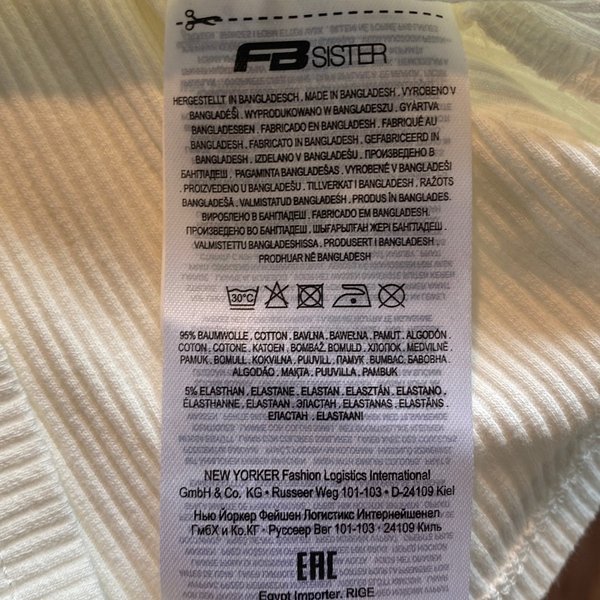 FB SISTER
HERGESTELLT IN BANGLADESCH . MADE IN BANGLADESH . VYROBENO V
BANGLADÉŠI . WYPRODUKOWANO W BANGLADESZU . GYÁRTVA
BANGLADESBEN . FABRICADO EN BANGLADESH . FABRIQUÉ AU
BANGLADESH . FABRICATO IN BANGLADESH . GEFABRICEERD IN
BANGLADESH . IZDELANO V BANGLADEŠU . ПРОИЗВЕДЕНО В
БАНГЛАДЕШ . PAGAMINTA BANGLADEŠAS . VYROBENÉ V BANGLADEŠI
. PROIZVEDENO U BANGLADEŠU . TILLVERKAT I BANGLADESH . RAŽOTS
BANGLADEŠĀ . VALMISTATUD BANGLADESH . PRODUS ÎN BANGLADES .
ВИРОБЛЕНО В БАНГЛАДЕШ . FABRICADO EM BANGLADESH .
ПРОИЗВЕДЕНО ВО БАНГЛАДЕШ . ШЫҒАРЫЛҒАН ЖЕРІ БАНГЛАДЕШ .
VALMISTETTU BANGLADESHISSA . PRODUSERT I BANGLADESH .
PRODHUAR NË BANGLADESH
30°C
95% BAUMWOLLE . COTTON . BAVLNA . BAWEŁNA . PAMUT . ALGODÓN .
COTON . COTONE . KATOEN . BOMBAŽ . BOMULD . ХЛОПОК . MEDVILNĖ .
PAMUK . BOMULL . KOKVILNA . PUUVILL . ПАМУК . BUMBAC . БАВОВНА .
ALGODÃO . МАҚТА . PUUVILLA . PAMBUK
5% ELASTHAN . ELASTANE . ELASTAN . ELASZTÁN . ELASTANO .
ÉLASTHANNE . ELASTAAN . ЭЛАСТАН . ELASTANAS . ELASTĀNS .
ЕЛАСТАН . ELASTAANI
NEW YORKER Fashion Logistics International
GmbH & Co. KG • Russeer Weg 101-103 • D-24109 Kiel
Нью Йоркер Фейшен Логистикс Интернейшенел
ГмбХ и Ко.КГ • Руссеер Вег 101-103 • 24109 Киль
EAC
Egypt Importer. RIGE